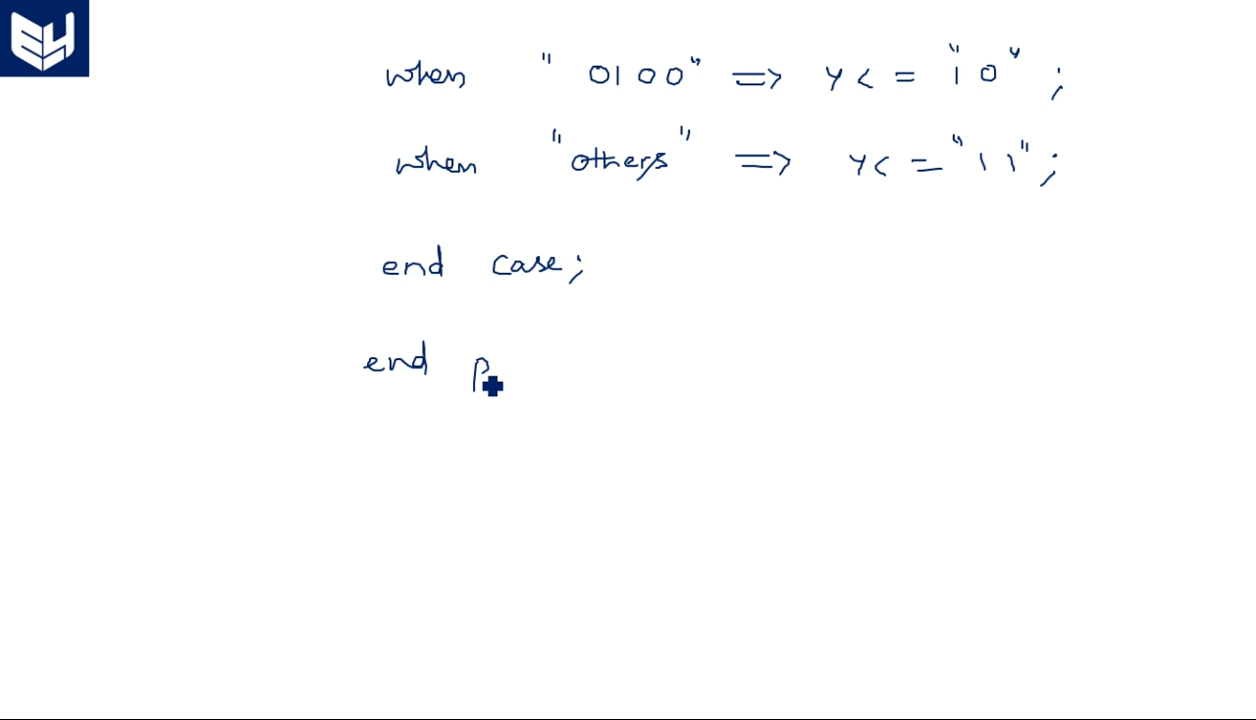 when "0100" => y <= "10";
when "others" => y <= "11";
end case;
end p